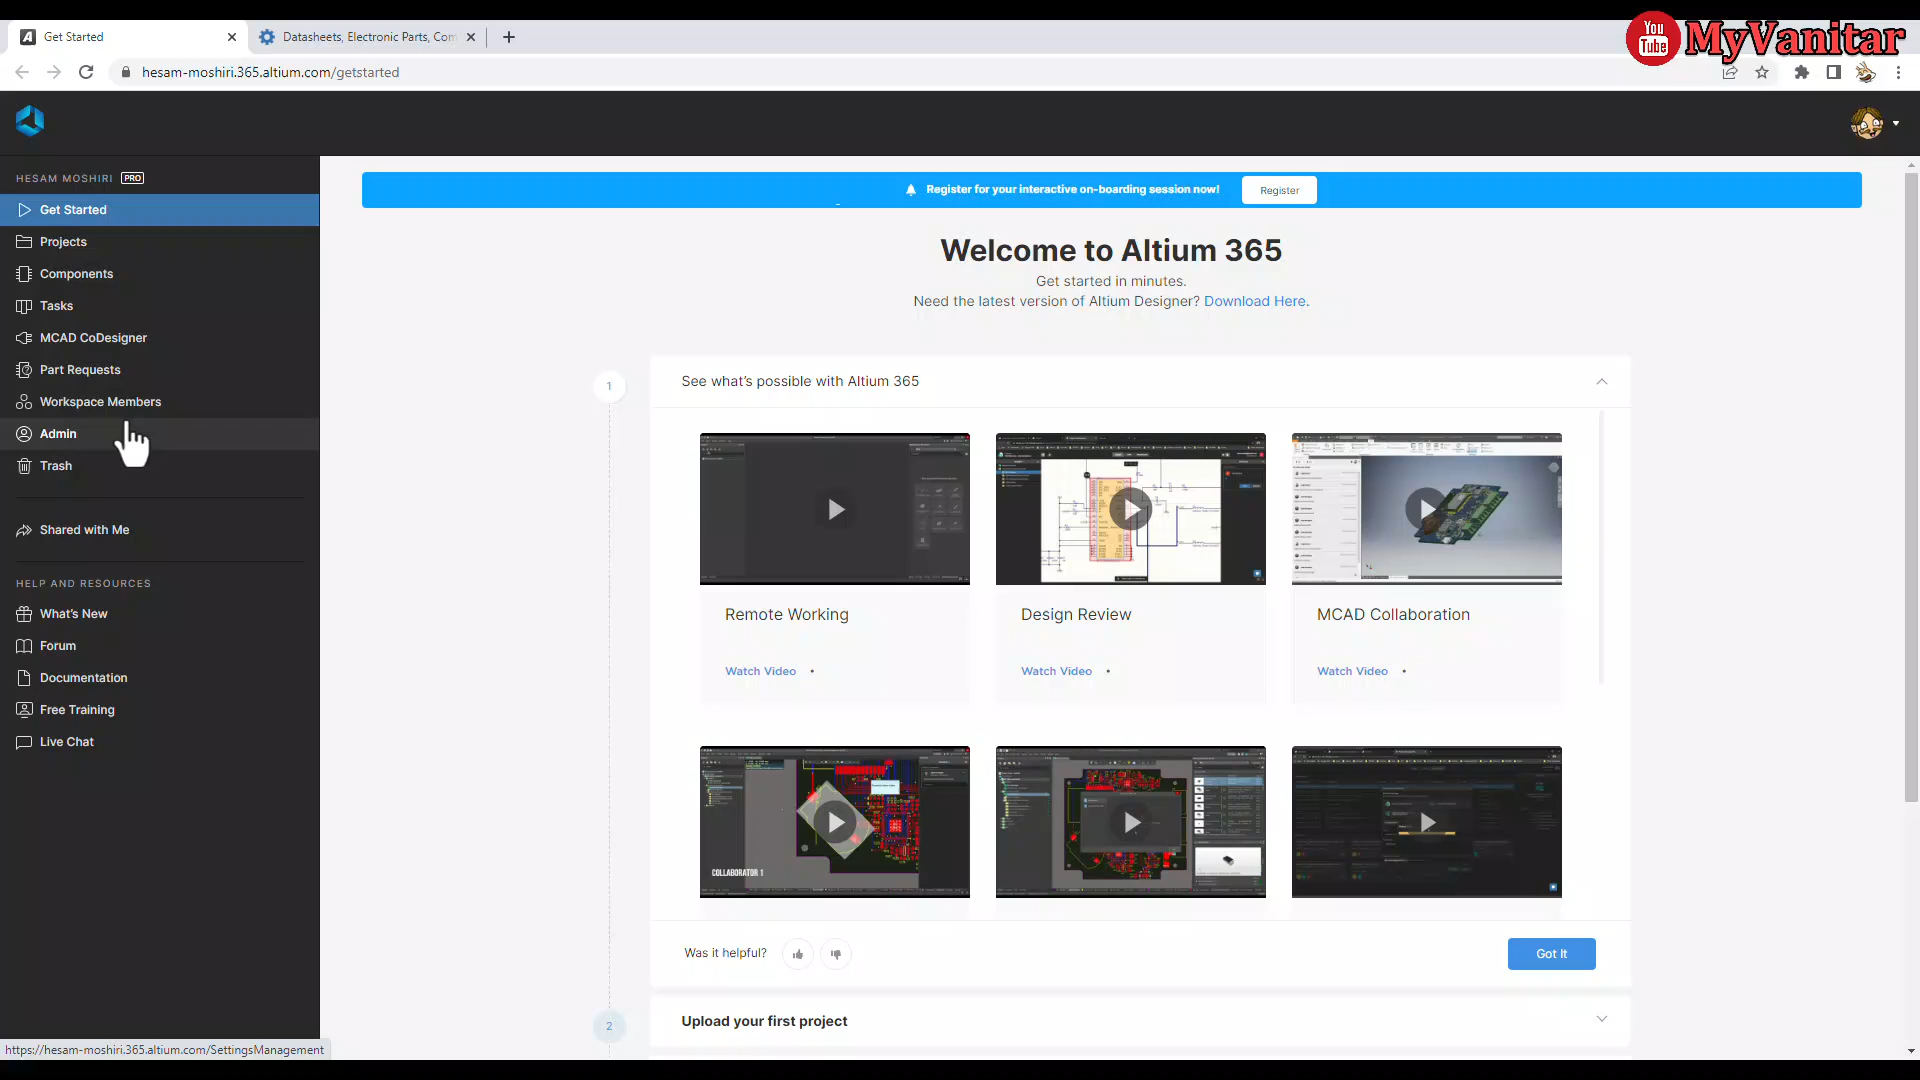 Get Started
Datasheets, Electronic Parts, Com
You
Tube
MyVanitar
hesam-moshiri.365.altium.com/getstarted
HESAM MOSHIRI PRO
Get Started
Projects
Components
Tasks
MCAD CoDesigner
Part Requests
Workspace Members
Admin
Trash
Shared with Me
HELP AND RESOURCES
What's New
Forum
Documentation
Free Training
Live Chat
Register for your interactive on-boarding session now!
Register
Welcome to Altium 365
Get started in minutes.
Need the latest version of Altium Designer? Download Here.
1
See what's possible with Altium 365
Remote Working
Design Review
MCAD Collaboration
Watch Video •
Watch Video •
Watch Video •
COLLABORATOR 1
Was it helpful?
Got It
2
Upload your first project
https://hesam-moshiri.365.altium.com/SettingsManagement